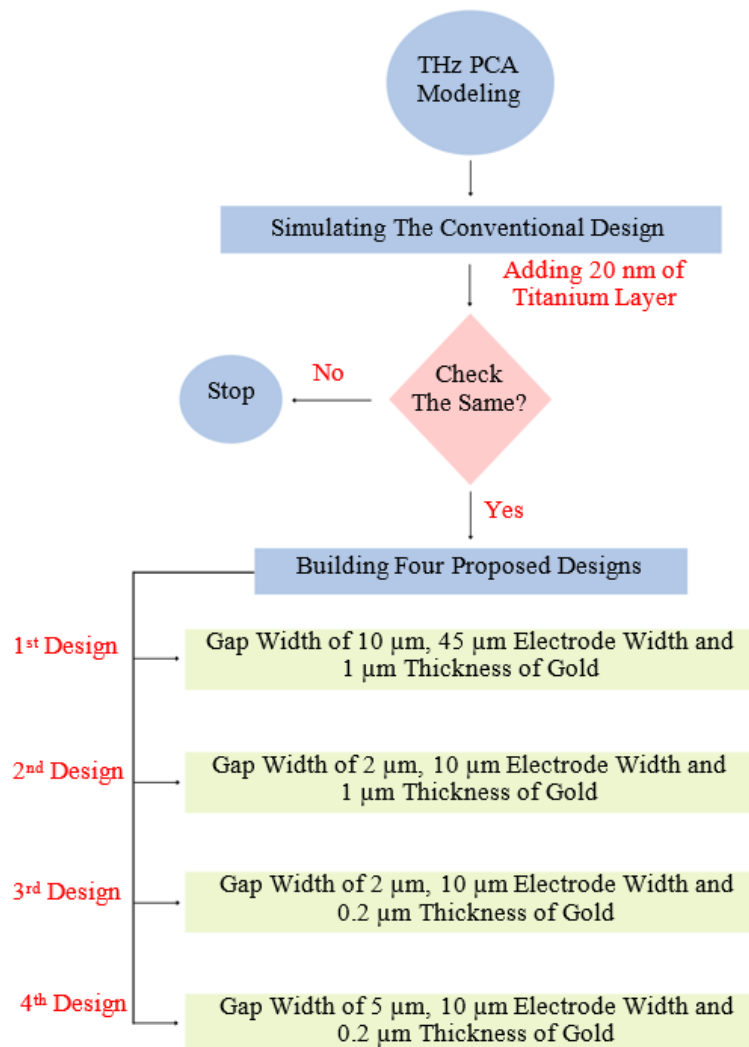 THz PCA
Modeling
Simulating The Conventional Design
Adding 20 nm of
Titanium Layer
Check
The Same?
No
Stop
Yes
Building Four Proposed Designs
1st Design
Gap Width of 10 µm, 45 µm Electrode Width and
1 µm Thickness of Gold
2nd Design
Gap Width of 2 µm, 10 µm Electrode Width and
1 µm Thickness of Gold
3rd Design
Gap Width of 2 µm, 10 µm Electrode Width and
0.2 µm Thickness of Gold
4th Design
Gap Width of 5 µm, 10 µm Electrode Width and
0.2 µm Thickness of Gold